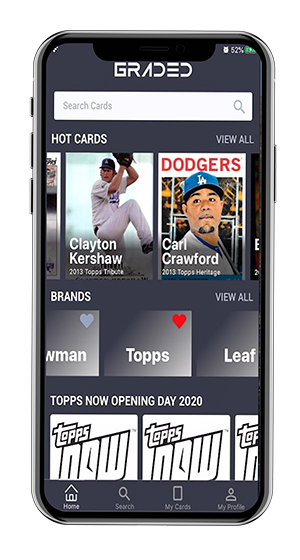 52%
GRADED
Search Cards
HOT CARDS
VIEW ALL
DODGERS
Clayton
Kershaw
2013 Topps Tribute
Carl
Crawford
2013 Topps Heritage
BRANDS
VIEW ALL
wman
Topps
Leaf
TOPPS NOW OPENING DAY 2020
topps
NOW
topps
NOW
Home
Search
My Cards
My Profile